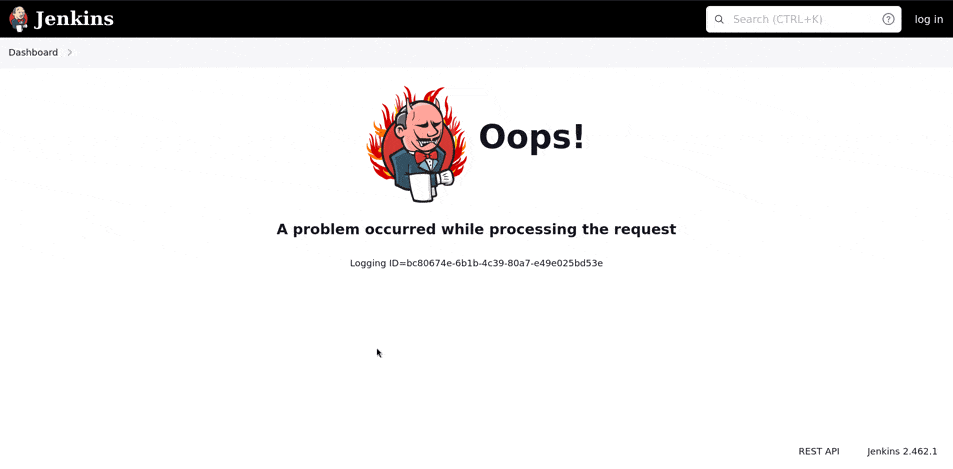 Jenkins
Search (CTRL+K)
?
log in
Dashboard
Oops!
A problem occurred while processing the request
Logging ID=bc80674e-6b1b-4c39-80a7-e49e025bd53e
REST API
Jenkins 2.462.1